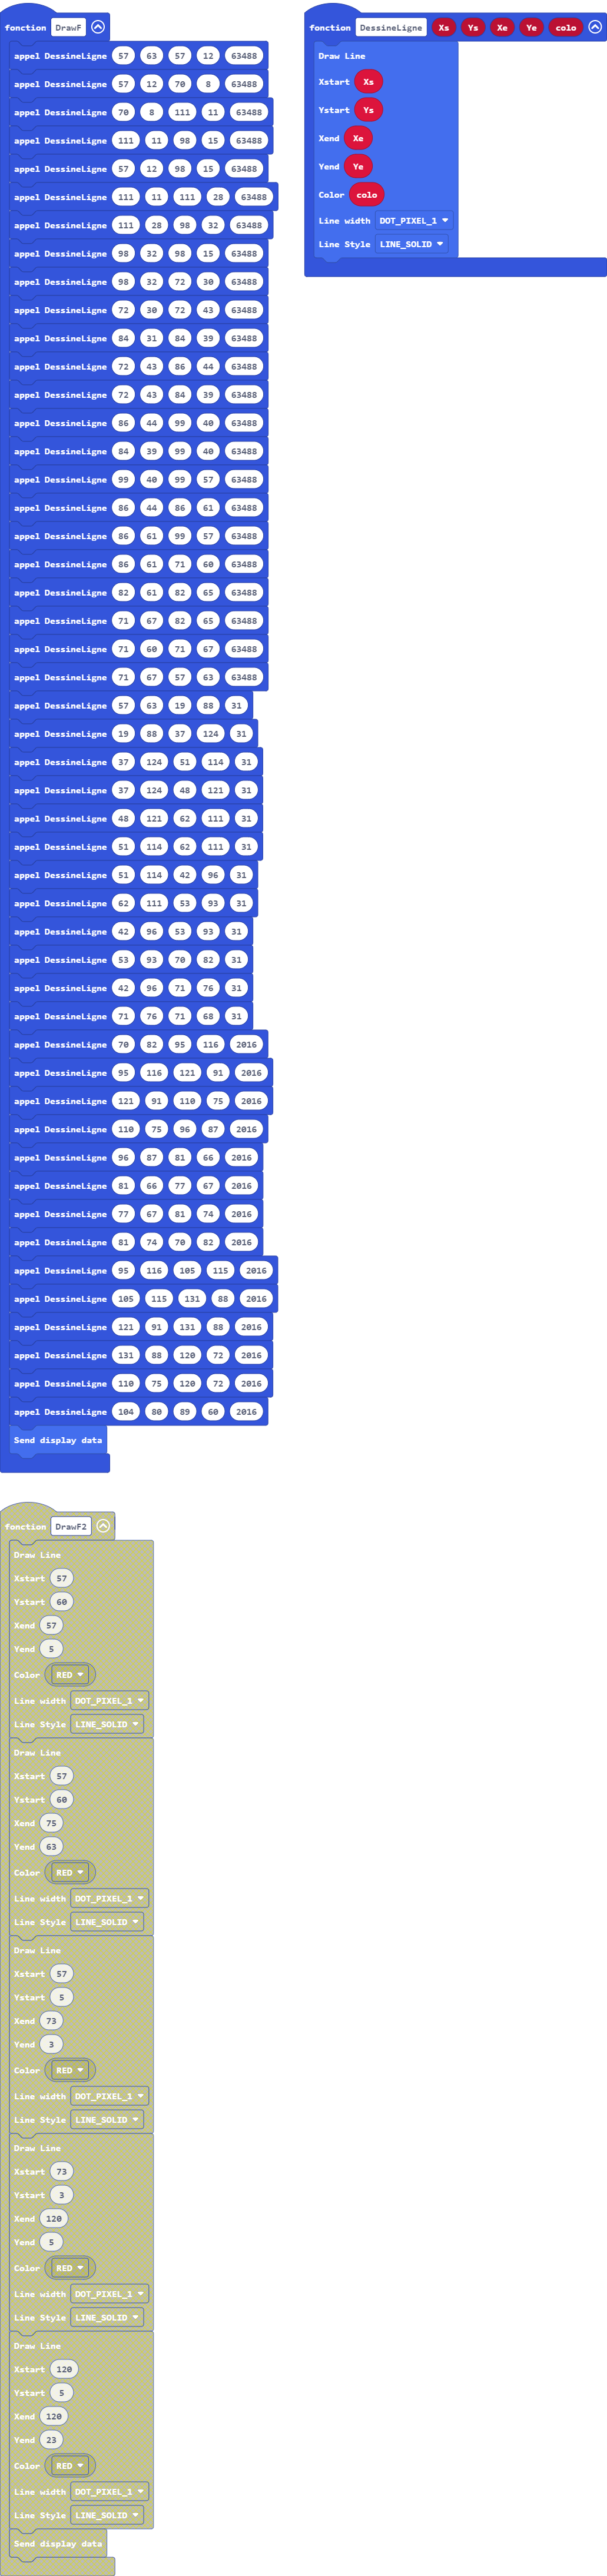 fonction DrawF
appel DessineLigne 57 63 57 12 63488
appel DessineLigne 57 12 70 8 63488
appel DessineLigne 70 8 111 11 63488
appel DessineLigne 111 11 98 15 63488
appel DessineLigne 57 12 98 15 63488
appel DessineLigne 111 11 111 28 63488
appel DessineLigne 111 28 98 32 63488
appel DessineLigne 98 32 98 15 63488
appel DessineLigne 98 32 72 30 63488
appel DessineLigne 72 30 72 43 63488
appel DessineLigne 84 31 84 39 63488
appel DessineLigne 72 43 86 44 63488
appel DessineLigne 72 43 84 39 63488
appel DessineLigne 86 44 99 40 63488
appel DessineLigne 84 39 99 40 63488
appel DessineLigne 99 40 99 57 63488
appel DessineLigne 86 44 86 61 63488
appel DessineLigne 86 61 99 57 63488
appel DessineLigne 86 61 71 60 63488
appel DessineLigne 82 61 82 65 63488
appel DessineLigne 71 67 82 65 63488
appel DessineLigne 71 60 71 67 63488
appel DessineLigne 71 67 57 63 63488
appel DessineLigne 57 63 19 88 31
appel DessineLigne 19 88 37 124 31
appel DessineLigne 37 124 51 114 31
appel DessineLigne 37 124 48 121 31
appel DessineLigne 48 121 62 111 31
appel DessineLigne 51 114 62 111 31
appel DessineLigne 51 114 42 96 31
appel DessineLigne 62 111 53 93 31
appel DessineLigne 42 96 53 93 31
appel DessineLigne 53 93 70 82 31
appel DessineLigne 42 96 71 76 31
appel DessineLigne 71 76 71 68 31
appel DessineLigne 70 82 95 116 2016
appel DessineLigne 95 116 121 91 2016
appel DessineLigne 121 91 110 75 2016
appel DessineLigne 110 75 96 87 2016
appel DessineLigne 96 87 81 66 2016
appel DessineLigne 81 66 77 67 2016
appel DessineLigne 77 67 81 74 2016
appel DessineLigne 81 74 70 82 2016
appel DessineLigne 95 116 105 115 2016
appel DessineLigne 105 115 131 88 2016
appel DessineLigne 121 91 131 88 2016
appel DessineLigne 131 88 120 72 2016
appel DessineLigne 110 75 120 72 2016
appel DessineLigne 104 80 89 60 2016
Send display data
fonction DessineLigne Xs Ys Xe Ye colo
Draw Line
Xstart Xs
Ystart Ys
Xend Xe
Yend Ye
Color colo
Line width DOT_PIXEL_1
Line Style LINE_SOLID
fonction DrawF2
Draw Line
Xstart 57
Ystart 60
Xend 57
Yend 5
Color RED
Line width DOT_PIXEL_1
Line Style LINE_SOLID
Draw Line
Xstart 57
Ystart 60
Xend 75
Yend 63
Color RED
Line width DOT_PIXEL_1
Line Style LINE_SOLID
Draw Line
Xstart 57
Ystart 5
Xend 73
Yend 3
Color RED
Line width DOT_PIXEL_1
Line Style LINE_SOLID
Draw Line
Xstart 73
Ystart 3
Xend 120
Yend 5
Color RED
Line width DOT_PIXEL_1
Line Style LINE_SOLID
Draw Line
Xstart 120
Ystart 5
Xend 120
Yend 23
Color RED
Line width DOT_PIXEL_1
Line Style LINE_SOLID
Send display data